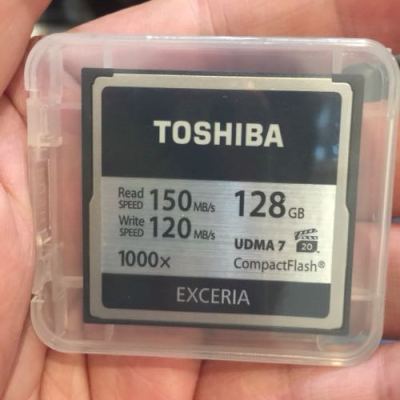 TOSHIBA
Read SPEED 150 MB/s 128 GB
Write SPEED 120 MB/s UDMA 7 20
1000x CompactFlash®
EXCERIA